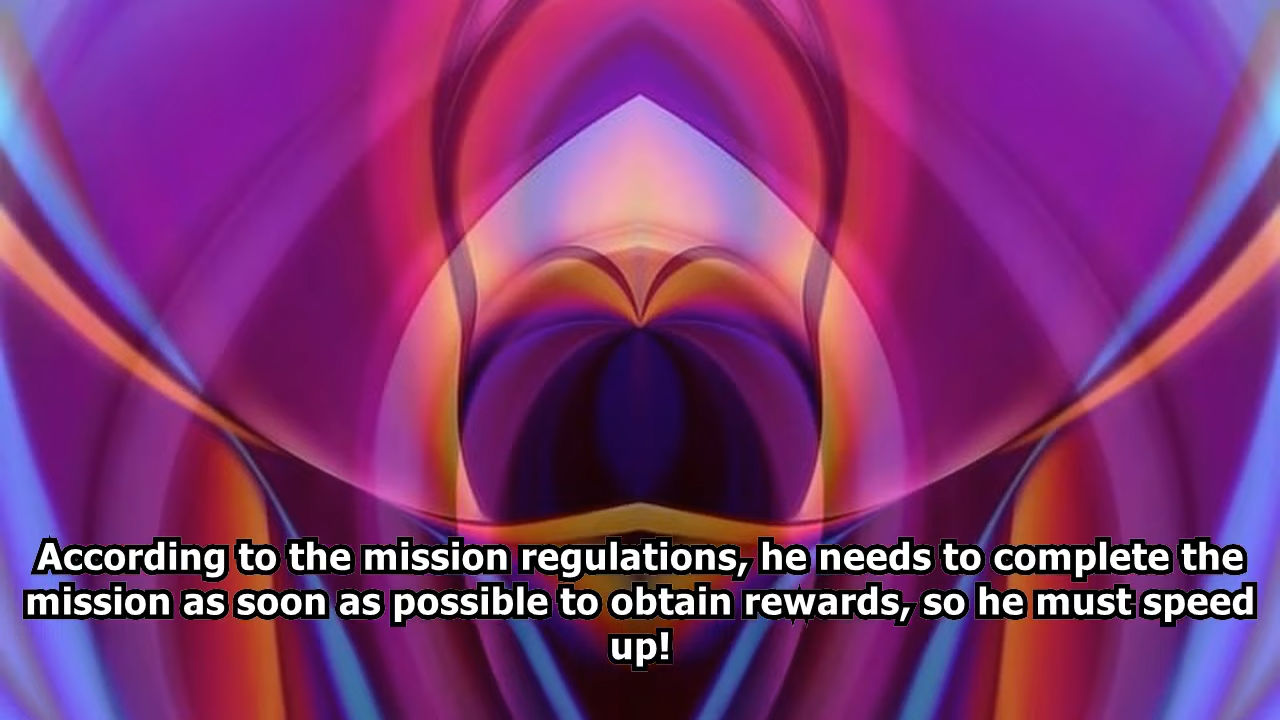 According to the mission regulations, he needs to complete the
mission as soon as possible to obtain rewards, so he must speed
up!